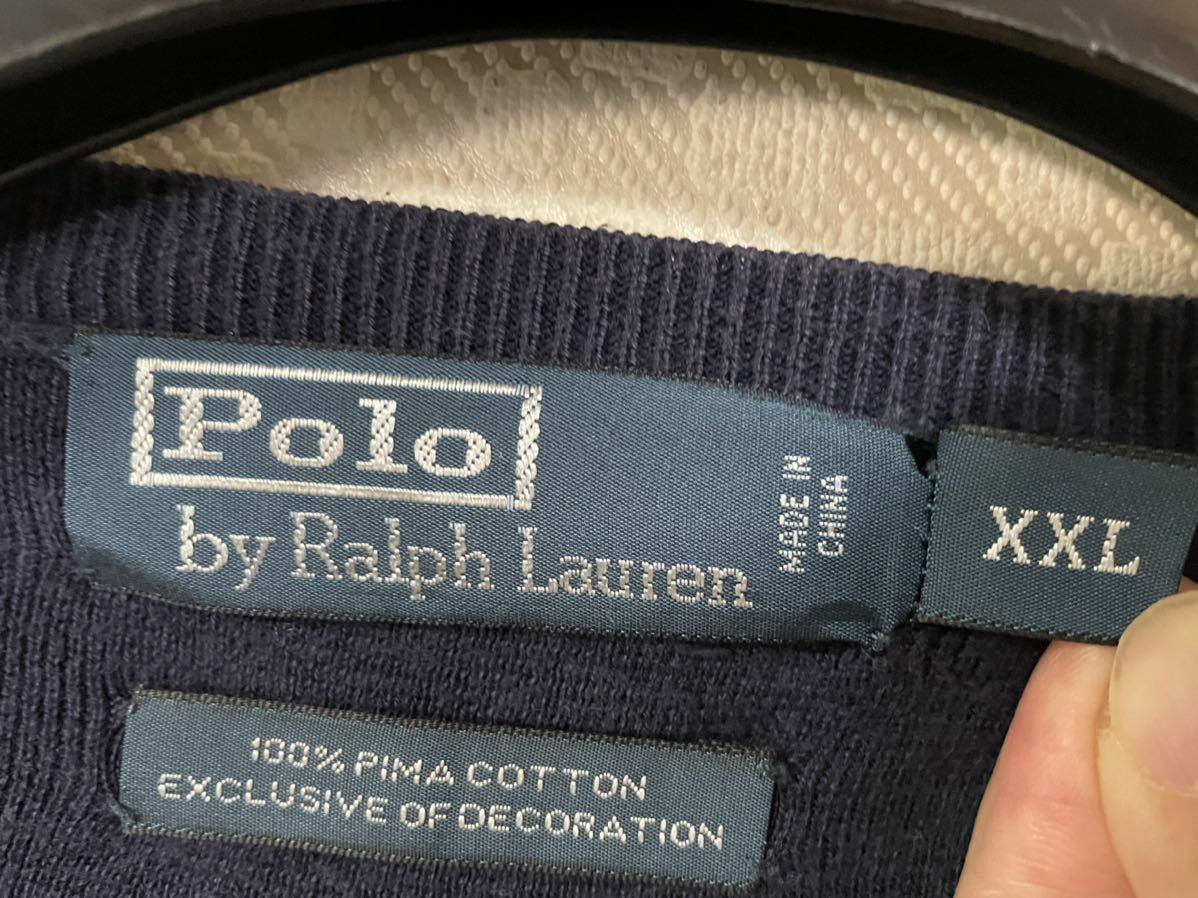 Polo
by Ralph Lauren
MADE IN
CHINA
XXL
100% PIMA COTTON
EXCLUSIVE OF DECORATION